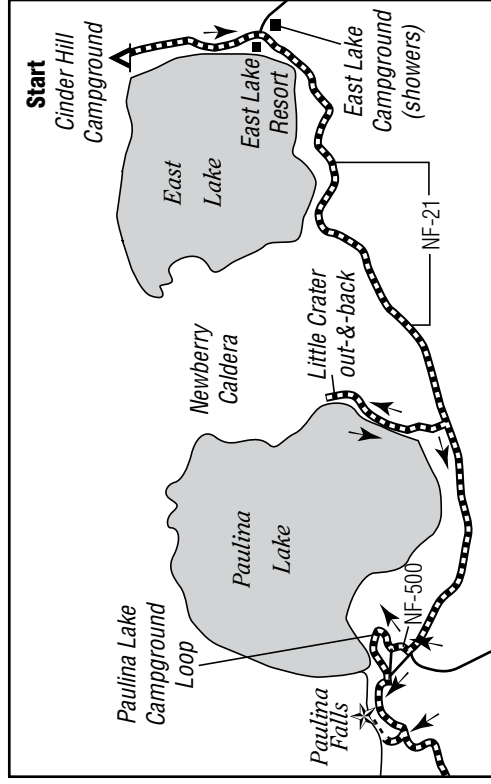 Start
Cinder Hill
Campground
East
Lake
East Lake
Resort
East Lake
Campground
(showers)
NF-21
Newberry
Caldera
Little Crater
out-&-back
Paulina
Lake
Paulina Lake
Campground
Loop
NF-500
Paulina
Falls